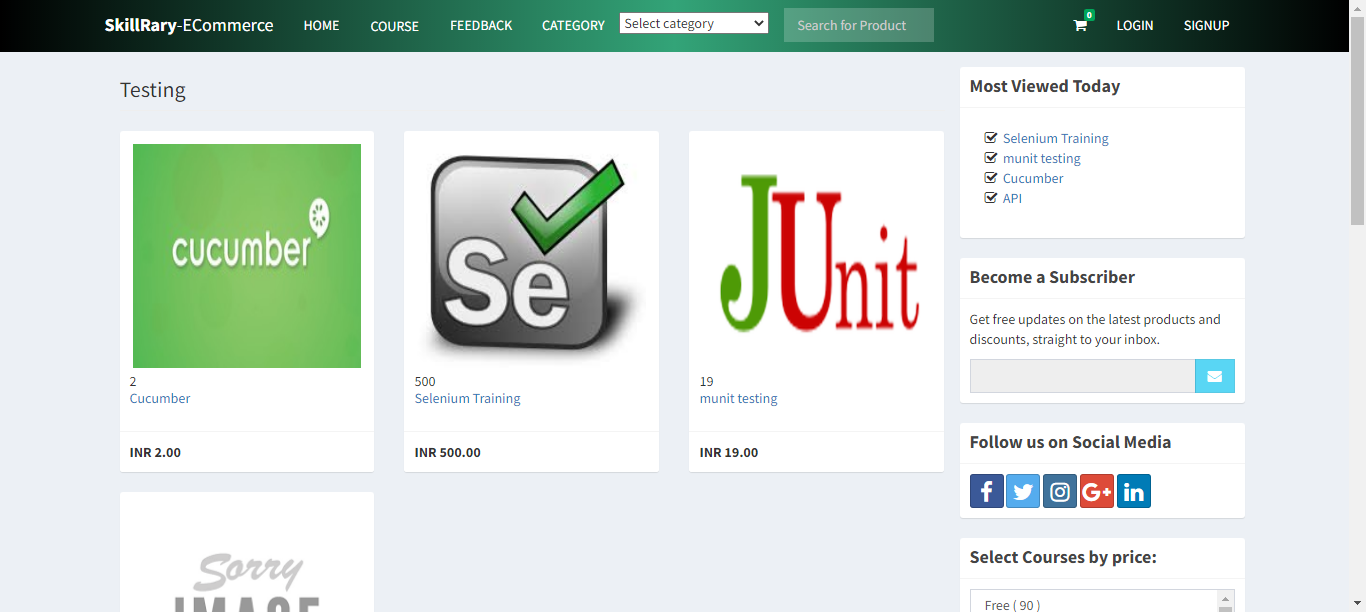 SkillRary-ECommerce HOME COURSE FEEDBACK CATEGORY Select category Search for Product 0 LOGIN SIGNUP
Testing
cucumber
2
Cucumber
INR 2.00
Se
500
Selenium Training
INR 500.00
JUnit
19
munit testing
INR 19.00
Sorry
IMAGE
Most Viewed Today
Selenium Training
munit testing
Cucumber
API
Become a Subscriber
Get free updates on the latest products and
discounts, straight to your inbox.
Follow us on Social Media
f G+ in
Select Courses by price:
Free ( 90 )